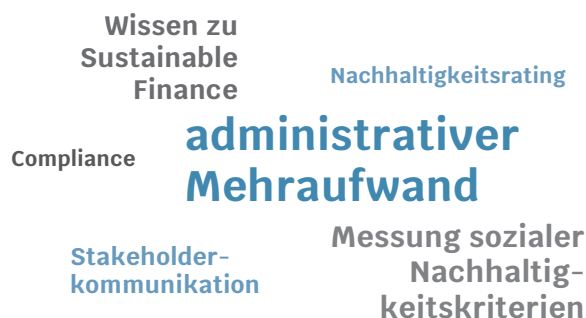 Wissen zu
Sustainable
Finance
Nachhaltigkeitsrating
administrativer
Mehraufwand
Compliance
Messung sozialer
Nachhaltig-
keitskriterien
Stakeholder-
kommunikation